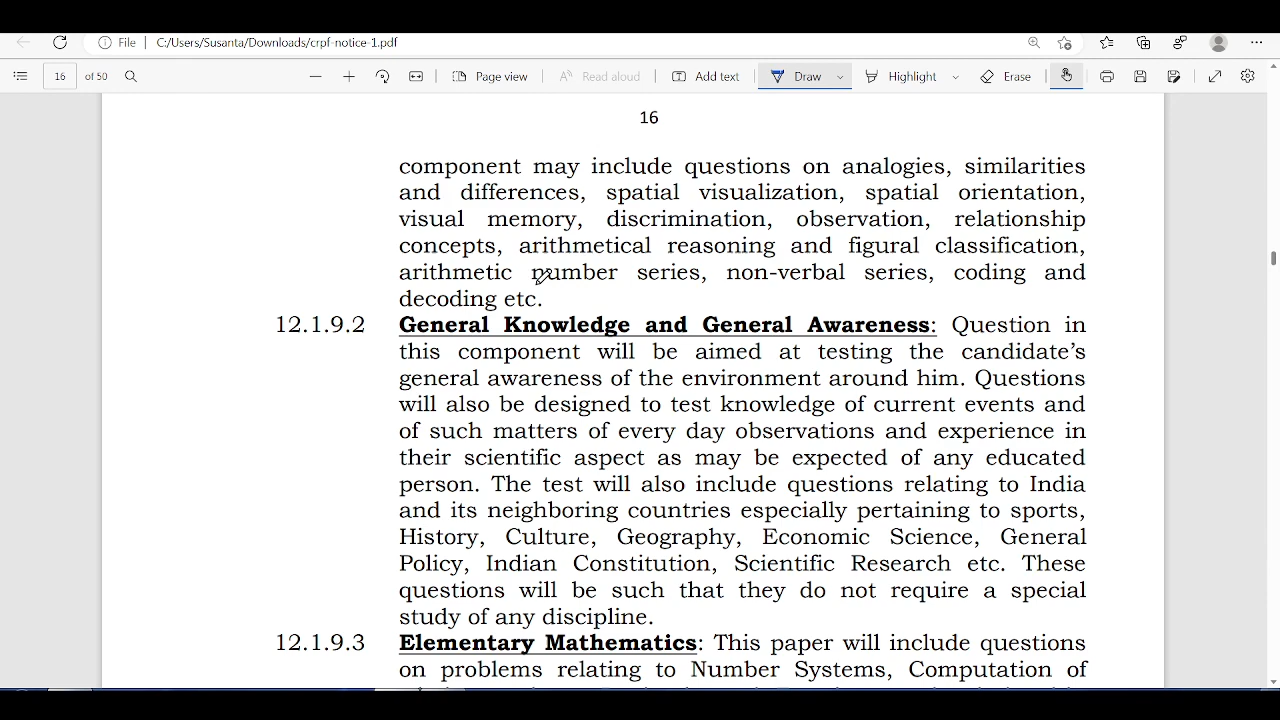 File C:/Users/Susanta/Downloads/crpf-notice-1.pdf
16 of 50 Page view Read aloud Add text Draw Highlight Erase
16
component may include questions on analogies, similarities
and differences, spatial visualization, spatial orientation,
visual memory, discrimination, observation, relationship
concepts, arithmetical reasoning and figural classification,
arithmetic number series, non-verbal series, coding and
decoding etc.
12.1.9.2 General Knowledge and General Awareness: Question in
this component will be aimed at testing the candidate's
general awareness of the environment around him. Questions
will also be designed to test knowledge of current events and
of such matters of every day observations and experience in
their scientific aspect as may be expected of any educated
person. The test will also include questions relating to India
and its neighboring countries especially pertaining to sports,
History, Culture, Geography, Economic Science, General
Policy, Indian Constitution, Scientific Research etc. These
questions will be such that they do not require a special
study of any discipline.
12.1.9.3 Elementary Mathematics: This paper will include questions
on problems relating to Number Systems, Computation of